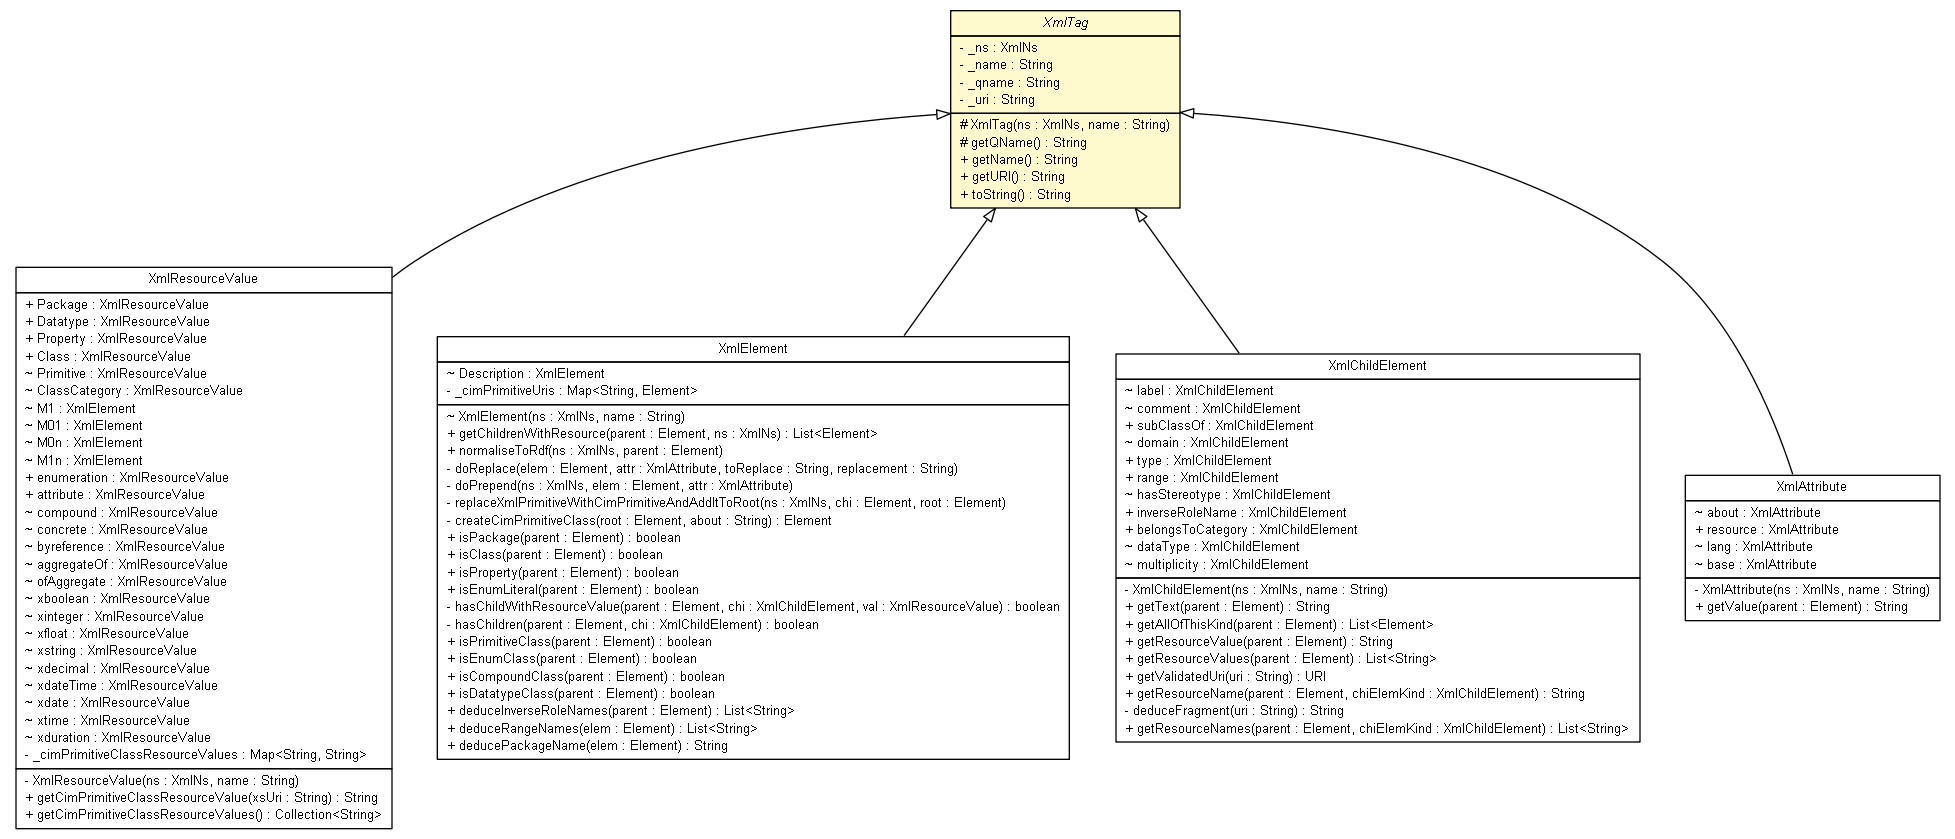 XmlTag
- _ns : XmlNs
- _name : String
- _qname : String
- _uri : String
# XmlTag(ns : XmlNs, name : String)
# getQName() : String
+ getName() : String
+ getURI() : String
+ toString() : String
XmlResourceValue
+ Package : XmlResourceValue
+ Datatype : XmlResourceValue
+ Property : XmlResourceValue
+ Class : XmlResourceValue
~ Primitive : XmlResourceValue
~ ClassCategory : XmlResourceValue
~ M1 : XmlElement
~ M01 : XmlElement
~ M0n : XmlElement
~ M1n : XmlElement
+ enumeration : XmlResourceValue
+ attribute : XmlResourceValue
~ compound : XmlResourceValue
~ concrete : XmlResourceValue
~ byreference : XmlResourceValue
~ aggregateOf : XmlResourceValue
~ ofAggregate : XmlResourceValue
~ xboolean : XmlResourceValue
~ xinteger : XmlResourceValue
~ xfloat : XmlResourceValue
~ xstring : XmlResourceValue
~ xdecimal : XmlResourceValue
~ xdateTime : XmlResourceValue
~ xdate : XmlResourceValue
~ xtime : XmlResourceValue
~ xduration : XmlResourceValue
- _cimPrimitiveClassResourceValues : Map<String, String>
- XmlResourceValue(ns : XmlNs, name : String)
+ getCimPrimitiveClassResourceValue(xsUri : String) : String
+ getCimPrimitiveClassResourceValues() : Collection<String>
XmlElement
~ Description : XmlElement
- _cimPrimitiveUris : Map<String, Element>
~ XmlElement(ns : XmlNs, name : String)
+ getChildrenWithResource(parent : Element, ns : XmlNs) : List<Element>
+ normaliseToRdf(ns : XmlNs, parent : Element)
- doReplace(elem : Element, attr : XmlAttribute, toReplace : String, replacement : String)
- doPrepend(ns : XmlNs, elem : Element, attr : XmlAttribute)
- replaceXmlPrimitiveWithCimPrimitiveAndAddItToRoot(ns : XmlNs, chi : Element, root : Element)
- createCimPrimitiveClass(root : Element, about : String) : Element
+ isPackage(parent : Element) : boolean
+ isClass(parent : Element) : boolean
+ isProperty(parent : Element) : boolean
+ isEnumLiteral(parent : Element) : boolean
- hasChildWithResourceValue(parent : Element, chi : XmlChildElement, val : XmlResourceValue) : boolean
- hasChildren(parent : Element, chi : XmlChildElement) : boolean
+ isPrimitiveClass(parent : Element) : boolean
+ isEnumClass(parent : Element) : boolean
+ isCompoundClass(parent : Element) : boolean
+ isDatatypeClass(parent : Element) : boolean
+ deduceInverseRoleNames(parent : Element) : List<String>
+ deduceRangeNames(elem : Element) : List<String>
+ deducePackageName(elem : Element) : String
XmlChildElement
~ label : XmlChildElement
~ comment : XmlChildElement
+ subClassOf : XmlChildElement
~ domain : XmlChildElement
+ type : XmlChildElement
+ range : XmlChildElement
~ hasStereotype : XmlChildElement
+ inverseRoleName : XmlChildElement
+ belongsToCategory : XmlChildElement
~ dataType : XmlChildElement
~ multiplicity : XmlChildElement
- XmlChildElement(ns : XmlNs, name : String)
+ getText(parent : Element) : String
+ getAllOfThisKind(parent : Element) : List<Element>
+ getResourceValue(parent : Element) : String
+ getResourceValues(parent : Element) : List<String>
+ getValidatedUri(uri : String) : URI
+ getResourceName(parent : Element, chiElemKind : XmlChildElement) : String
- deduceFragment(uri : String) : String
+ getResourceNames(parent : Element, chiElemKind : XmlChildElement) : List<String>
XmlAttribute
~ about : XmlAttribute
+ resource : XmlAttribute
~ lang : XmlAttribute
~ base : XmlAttribute
- XmlAttribute(ns : XmlNs, name : String)
+ getValue(parent : Element) : String